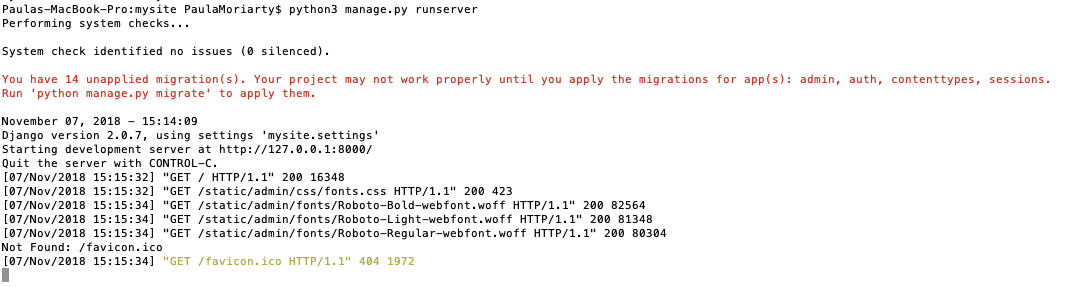 Paulas-MacBook-Pro:mysite PaulaMoriarty$ python3 manage.py runserver
Performing system checks...
System check identified no issues (0 silenced).
You have 14 unapplied migration(s). Your project may not work properly until you apply the migrations for app(s): admin, auth, contenttypes, sessions.
Run 'python manage.py migrate' to apply them.
November 07, 2018 - 15:14:09
Django version 2.0.7, using settings 'mysite.settings'
Starting development server at http://127.0.0.1:8000/
Quit the server with CONTROL-C.
[07/Nov/2018 15:15:32] "GET / HTTP/1.1" 200 16348
[07/Nov/2018 15:15:32] "GET /static/admin/css/fonts.css HTTP/1.1" 200 423
[07/Nov/2018 15:15:34] "GET /static/admin/fonts/Roboto-Bold-webfont.woff HTTP/1.1" 200 82564
[07/Nov/2018 15:15:34] "GET /static/admin/fonts/Roboto-Light-webfont.woff HTTP/1.1" 200 81348
[07/Nov/2018 15:15:34] "GET /static/admin/fonts/Roboto-Regular-webfont.woff HTTP/1.1" 200 80304
Not Found: /favicon.ico
[07/Nov/2018 15:15:34] "GET /favicon.ico HTTP/1.1" 404 1972